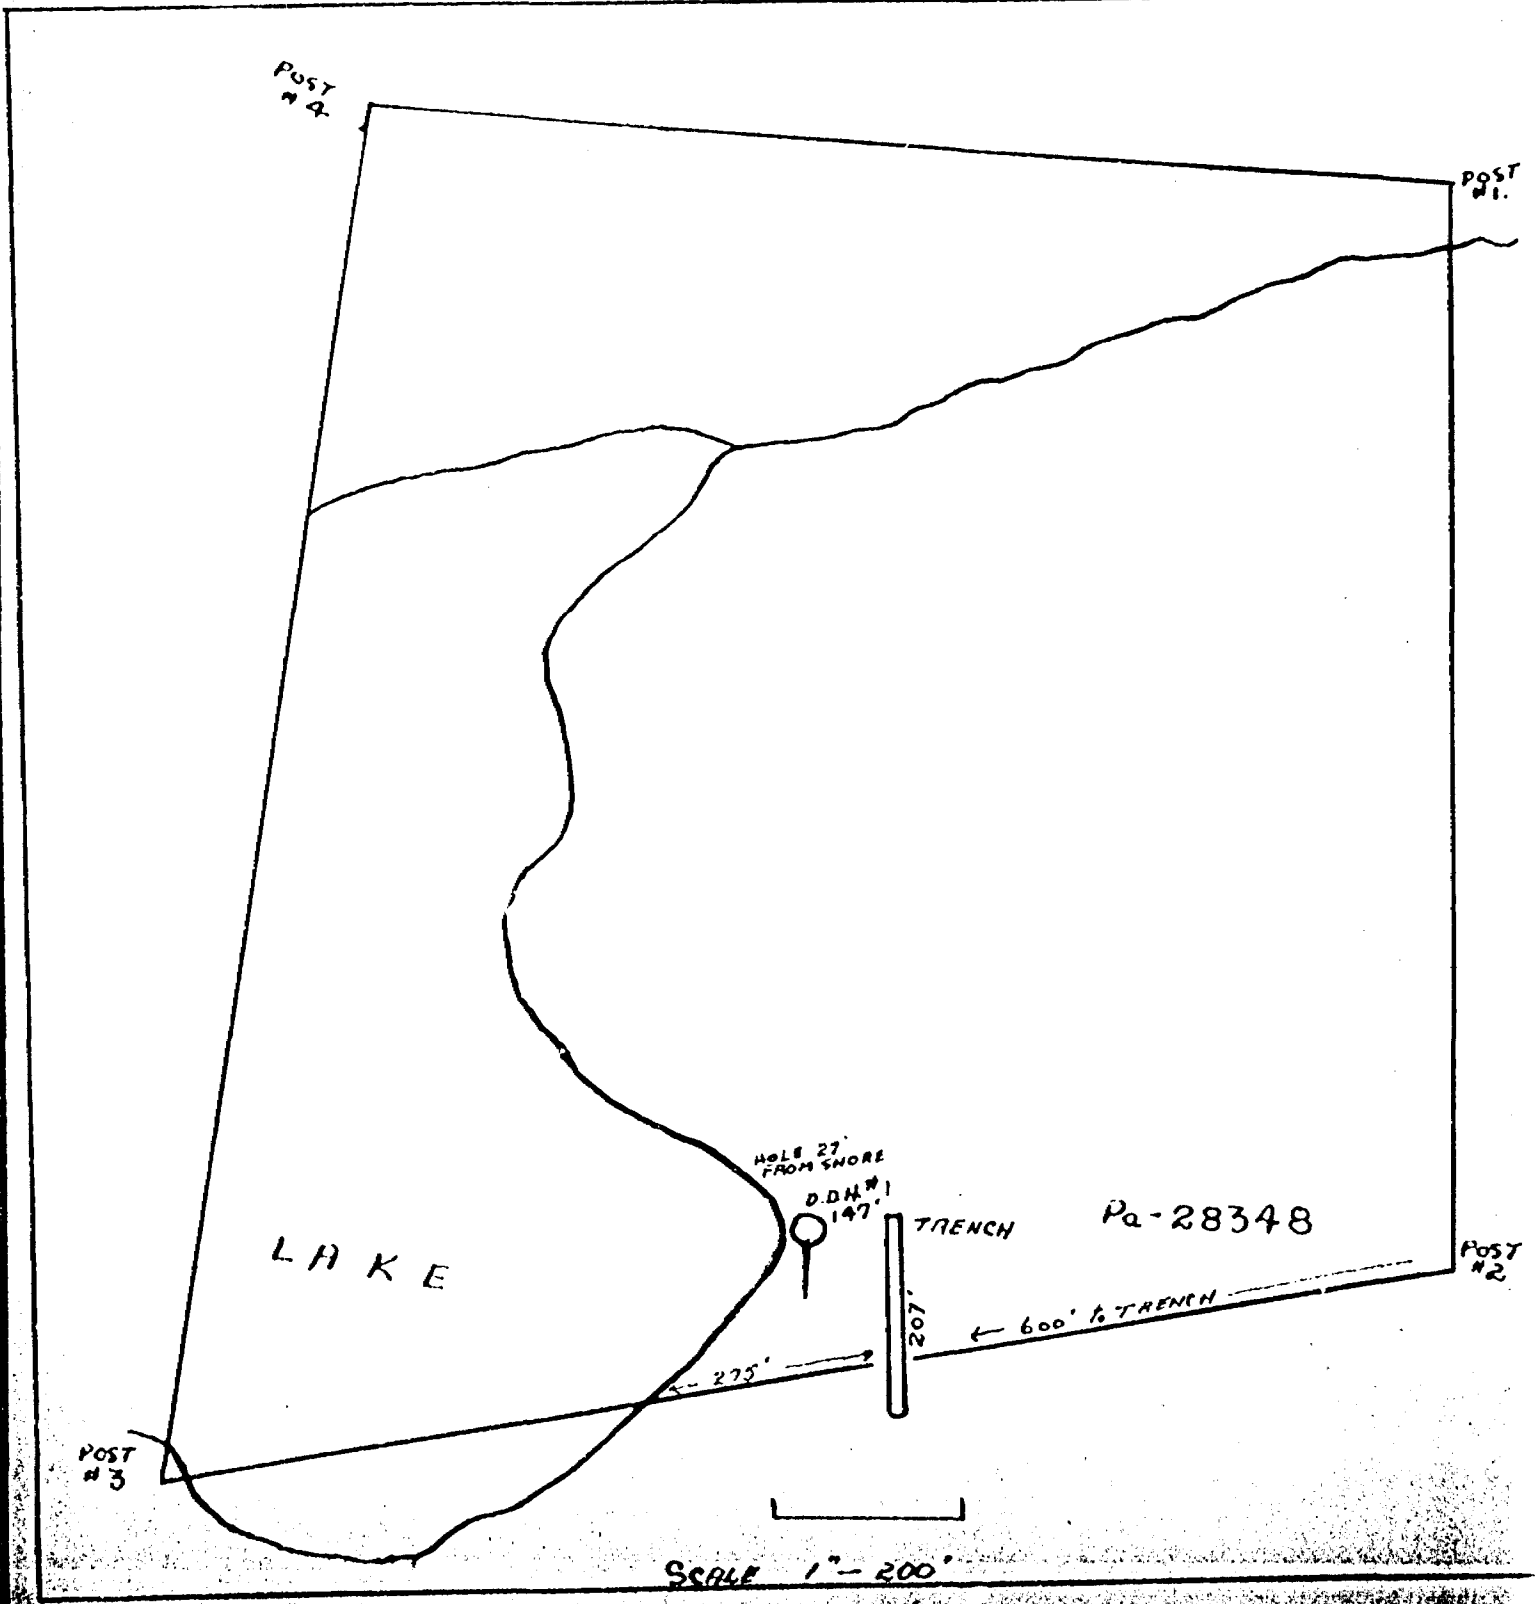 POST
#4
POST
#1.
HOLE 27'
FROM SHORE
D.D.H. #1
147'
TRENCH
Pa-28348
LAKE
207'
POST
#2
← 600' to TRENCH
← 275' →
POST
#3
SCALE 1" - 200'